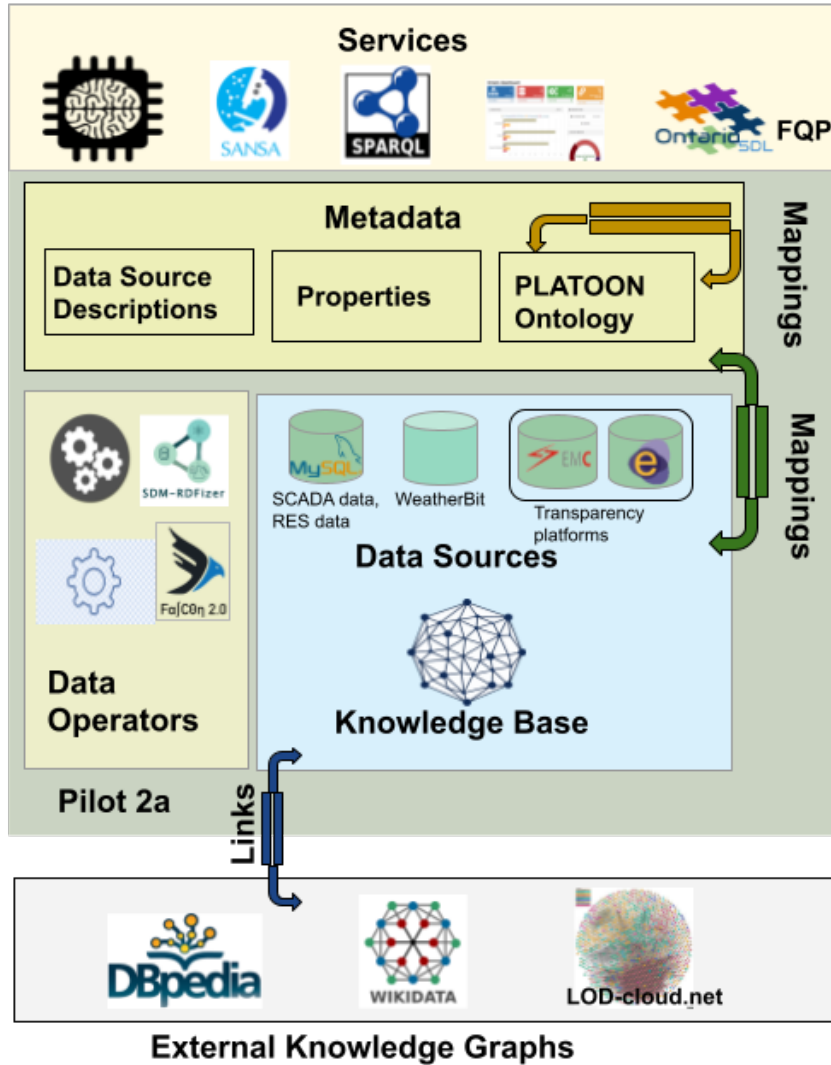 Services
SANSA
SPARQL
Ontario
SDL
FQP
Metadata
Data Source
Descriptions
Properties
PLATOON
Ontology
Mappings
Mappings
SDM-RDFizer
Fa∫Cθη 2.0
MySQL
SCADA data,
RES data
WeatherBit
EMC
e
Transparency
platforms
Data Sources
Knowledge Base
Data
Operators
Pilot 2a
Links
DBpedia
WIKIDATA
LOD-cloud.net
External Knowledge Graphs